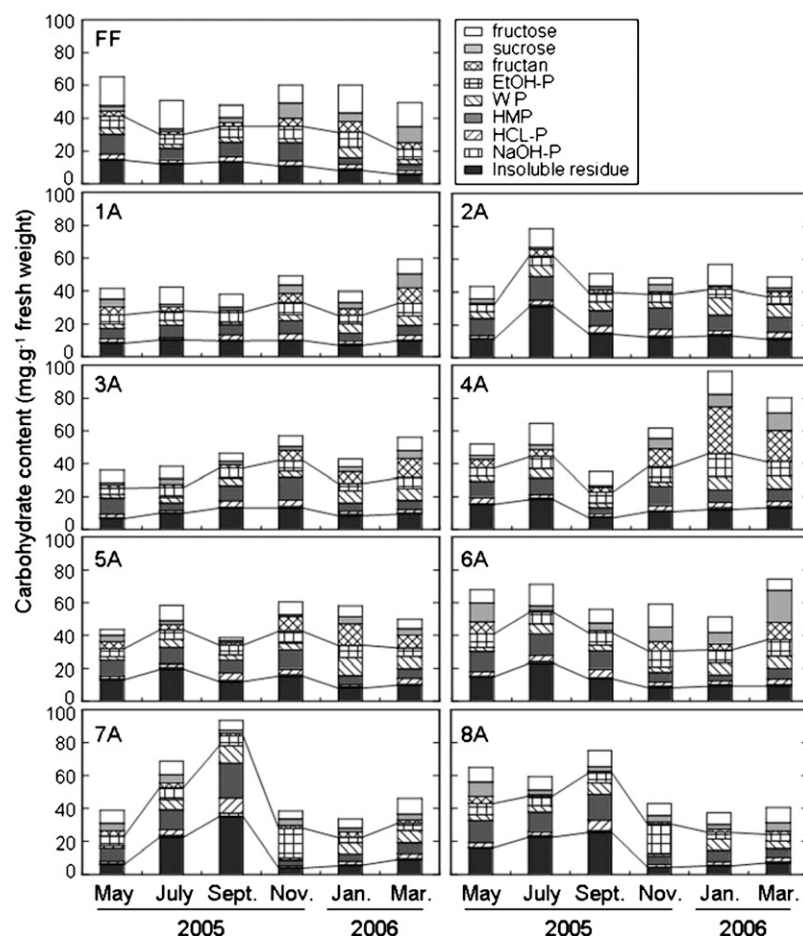 FF
100
80
60
40
20
0
fructose
sucrose
fructan
EtOH-P
WP
HMP
HCL-P
NaOH-P
Insoluble residue
1A
100
80
60
40
20
0
2A
3A
100
80
60
40
20
0
4A
5A
100
80
60
40
20
0
6A
7A
100
80
60
40
20
0
8A
Carbohydrate content (mg.g⁻¹ fresh weight)
May July Sept. Nov. Jan. Mar. May July Sept. Nov. Jan. Mar.
2005 2006 2005 2006